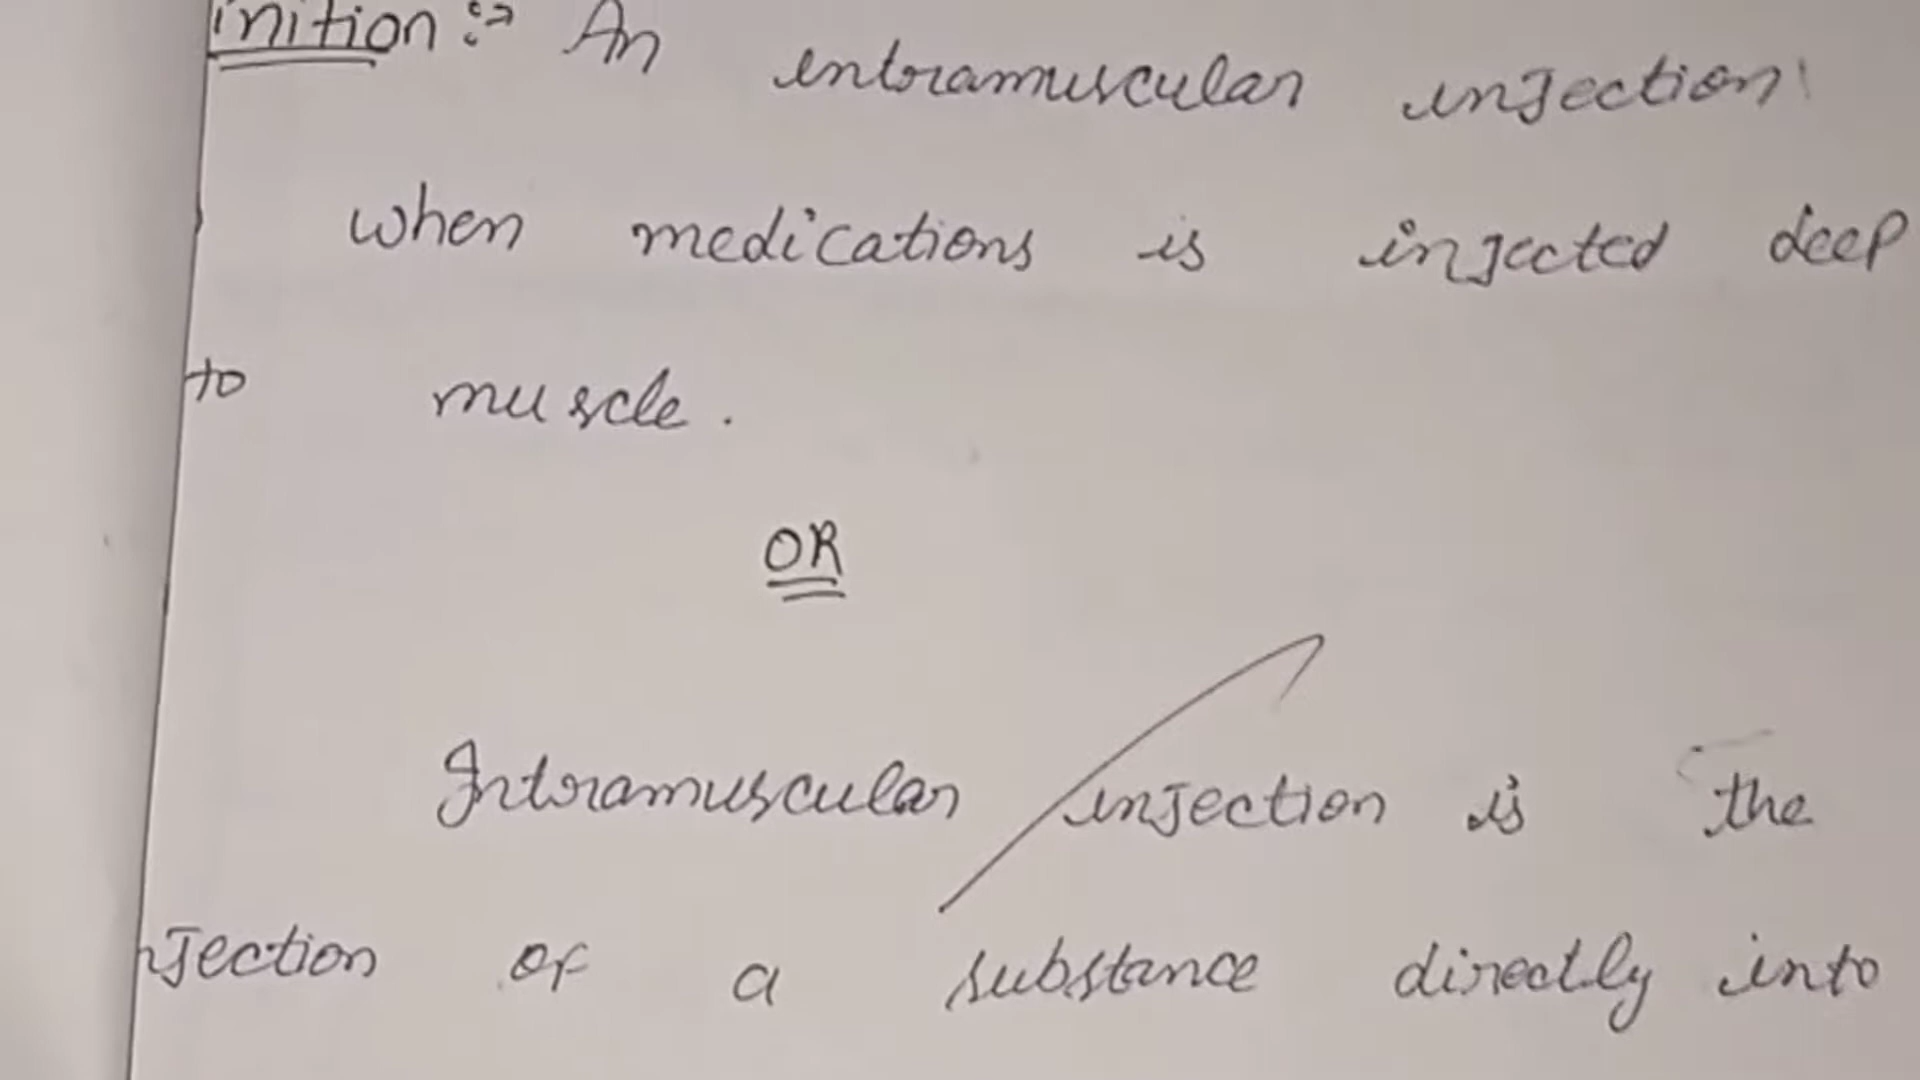 inition :-> An intramuscular injection
when medications is injected deep
to muscle.
OR
Intramuscular injection is the
njection of a substance directly into